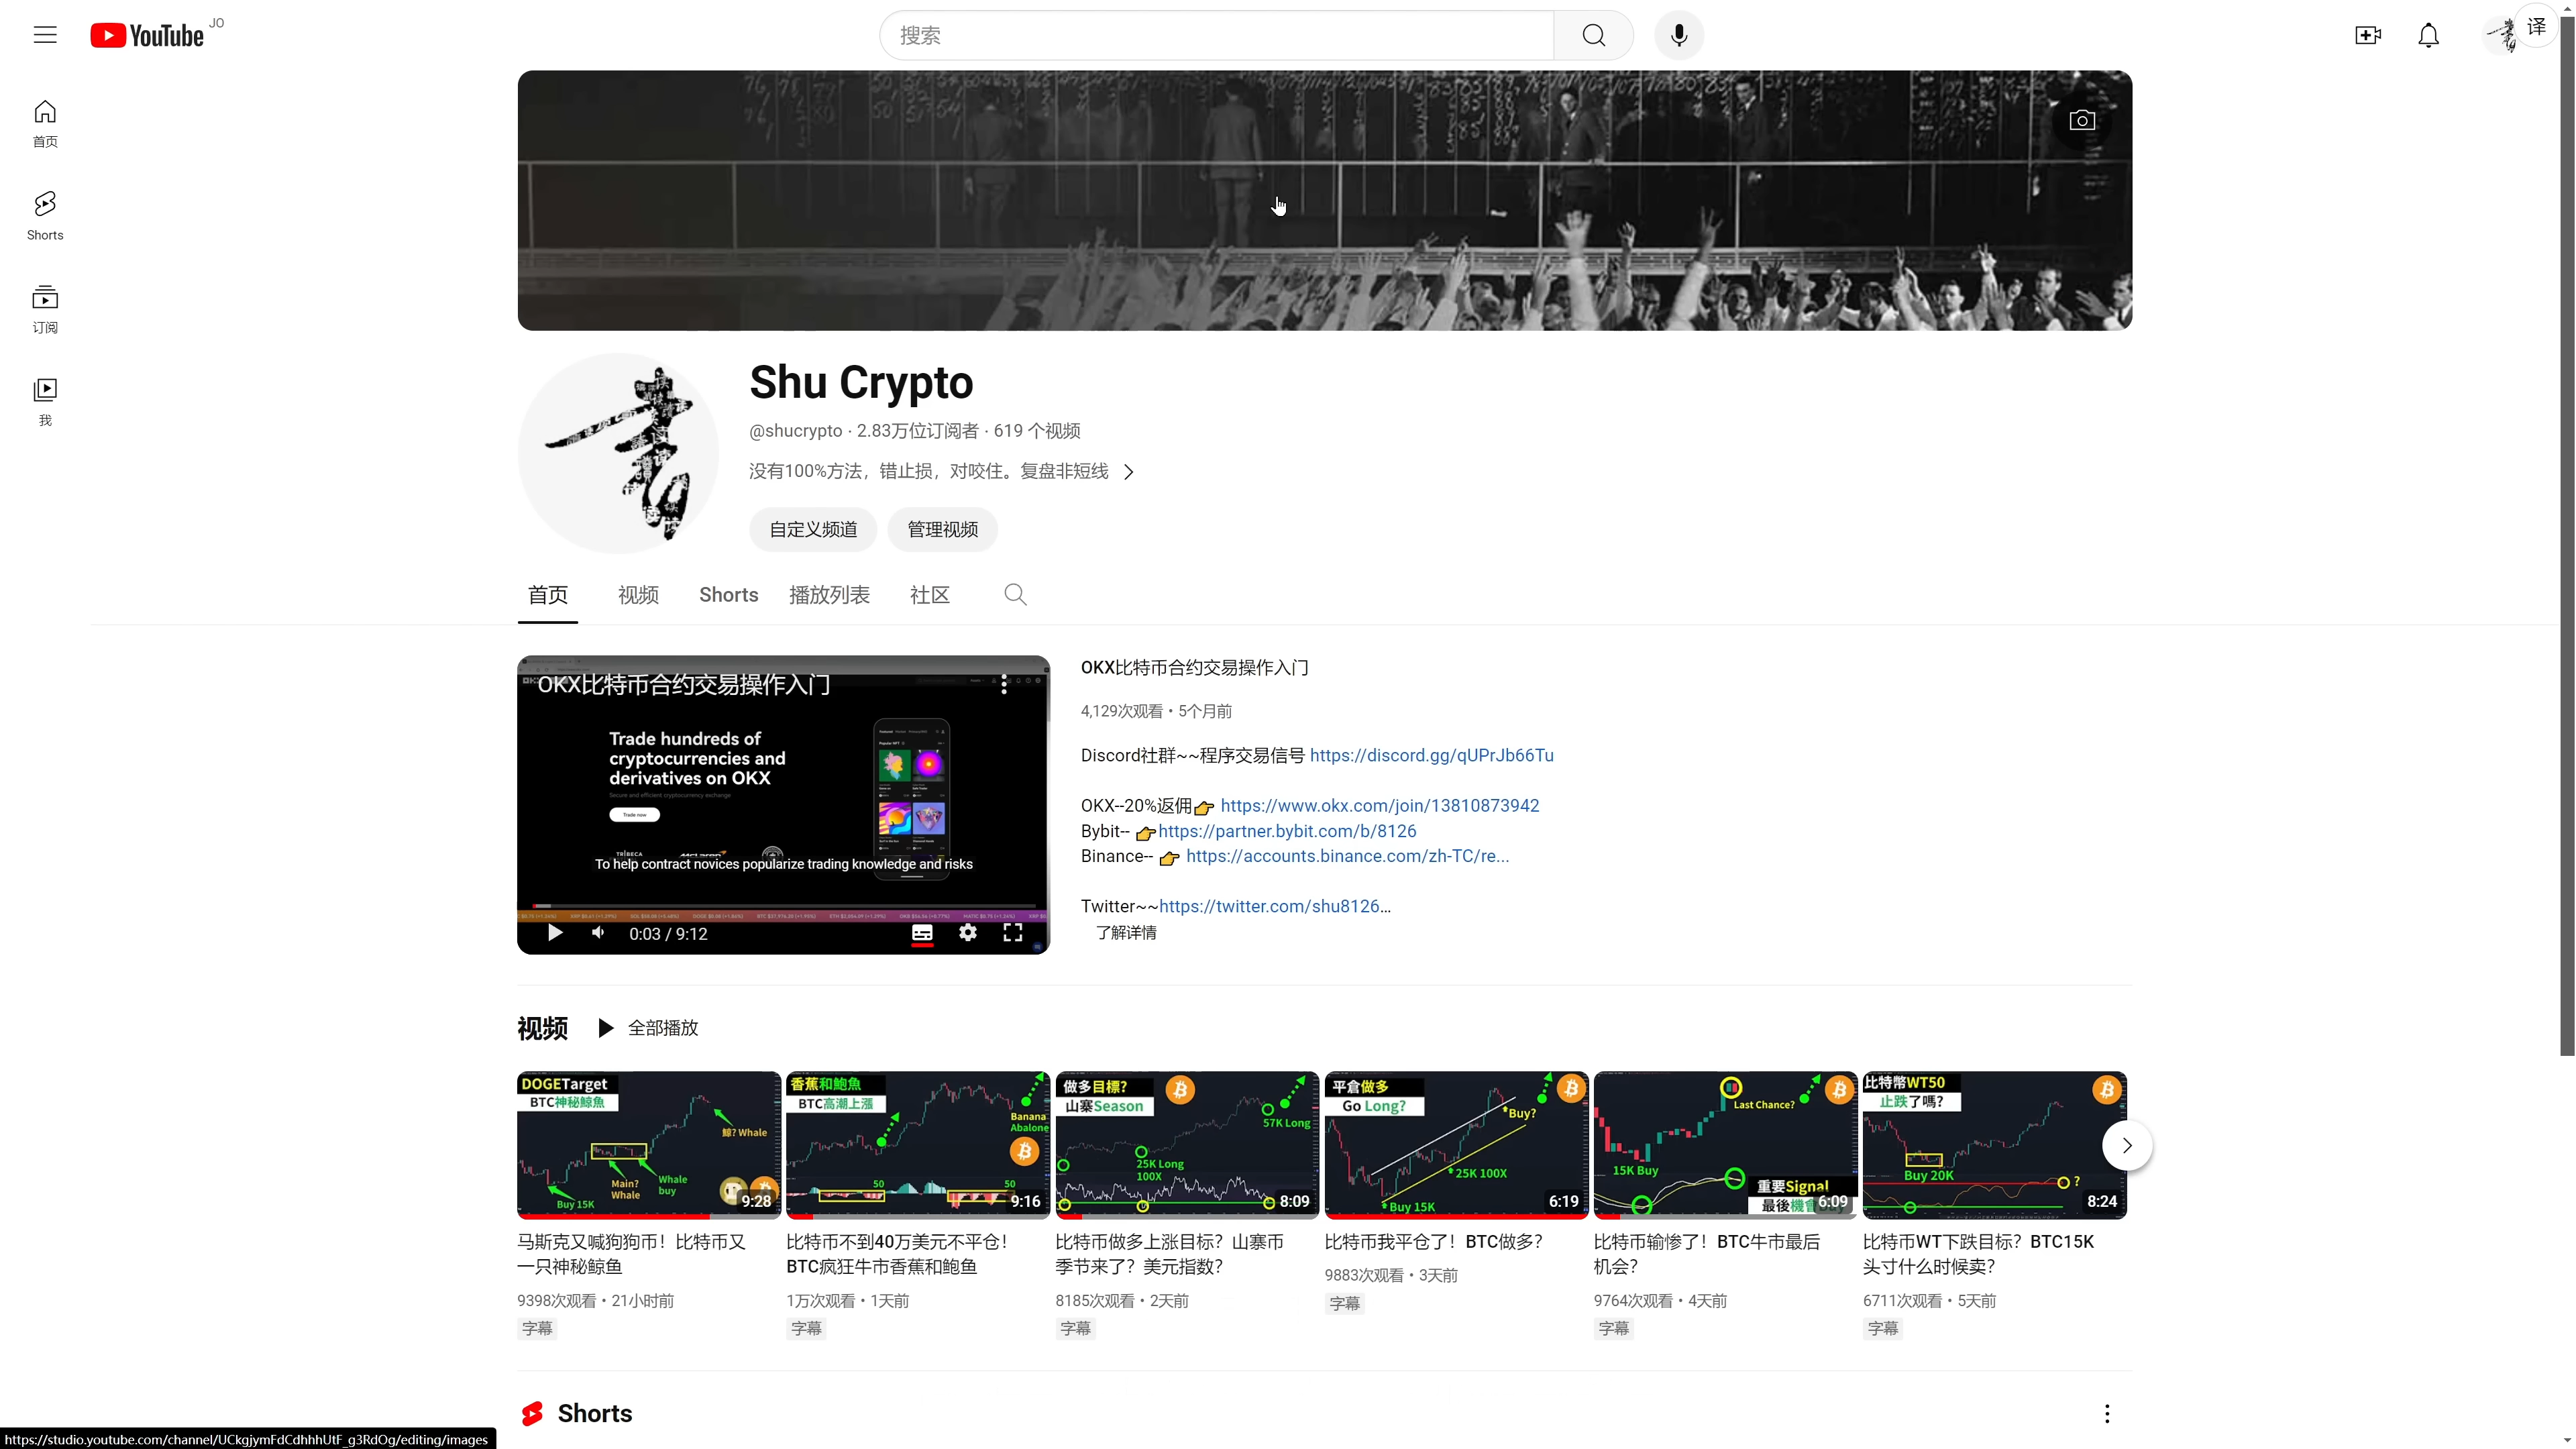 YouTube JO
搜索
译
首页
Shorts
订阅
我
Shu Crypto
@shucrypto · 2.83万位订阅者 · 619 个视频
没有100%方法，错止损，对咬住。复盘非短线
自定义频道 管理视频
首页 视频 Shorts 播放列表 社区
OKX比特币合约交易操作入门
Trade hundreds of
cryptocurrencies and
derivatives on OKX
Secure and efficient cryptocurrency exchange
Trade now
To help contract novices popularize trading knowledge and risks
0:03 / 9:12
OKX比特币合约交易操作入门
4,129次观看 • 5个月前
Discord社群~~程序交易信号 https://discord.gg/qUPrJb66Tu
OKX--20%返佣👉 https://www.okx.com/join/13810873942
Bybit-- 👉https://partner.bybit.com/b/8126
Binance-- 👉 https://accounts.binance.com/zh-TC/re...
Twitter~~https://twitter.com/shu8126...
了解详情
视频 全部播放
DOGETarget
BTC神秘鲸魚
鯨? Whale
Main?
Whale
Whale
buy
Buy 15K
9:28
马斯克又喊狗狗币！比特币又
一只神秘鲸鱼
9398次观看 • 21小时前
字幕
香蕉和鮑魚
BTC高潮上漲
Banana
Abalone
50
50
9:16
比特币不到40万美元不平仓！
BTC疯狂牛市香蕉和鲍鱼
1万次观看 • 1天前
字幕
做多目標?
山寨Season
57K Long
25K Long
100X
8:09
比特币做多上涨目标？山寨币
季节来了？美元指数？
8185次观看 • 2天前
字幕
平倉做多
Go Long?
Buy?
25K 100X
Buy 15K
6:19
比特币我平仓了！BTC做多？
9883次观看 • 3天前
字幕
Last Chance?
15K Buy
重要Signal
最後機會
6:09
比特币输惨了！BTC牛市最后
机会？
9764次观看 • 4天前
字幕
比特幣WT50
止跌了嗎?
Buy 20K
?
8:24
比特币WT下跌目标？BTC15K
头寸什么时候卖？
6711次观看 • 5天前
字幕
Shorts
https://studio.youtube.com/channel/UCkgjymFdCdhhhUtF_g3RdOg/editing/images